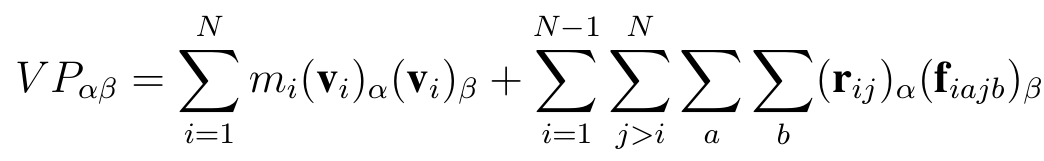 $VP_{\alpha\beta} = \sum_{i=1}^{N} m_i (\mathbf{v}_i)_\alpha (\mathbf{v}_i)_\beta + \sum_{i=1}^{N-1} \sum_{j>i}^{N} \sum_{a} \sum_{b} (\mathbf{r}_{ij})_\alpha (\mathbf{f}_{iajb})_\beta$